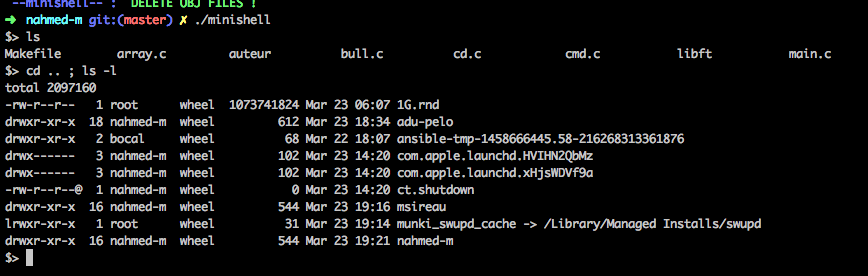 --minishell-- : DELETE OBJ FILES !
➜ nahmed-m git:(master) ✗ ./minishell
$> ls
Makefile array.c auteur bull.c cd.c cmd.c libft main.c
$> cd .. ; ls -l
total 2097160
-rw-r--r-- 1 root wheel 1073741824 Mar 23 06:07 1G.rnd
drwxr-xr-x 18 nahmed-m wheel 612 Mar 23 18:34 adu-pelo
drwxr-xr-x 2 bocal wheel 68 Mar 22 18:07 ansible-tmp-1458666445.58-216268313361876
drwx------ 3 nahmed-m wheel 102 Mar 23 14:20 com.apple.launchd.HVIHN2QbMz
drwx------ 3 nahmed-m wheel 102 Mar 23 14:20 com.apple.launchd.xHjsWDVf9a
-rw-r--r--@ 1 nahmed-m wheel 0 Mar 23 14:20 ct.shutdown
drwxr-xr-x 16 nahmed-m wheel 544 Mar 23 19:16 msireau
lrwxr-xr-x 1 root wheel 31 Mar 23 19:14 munki_swupd_cache -> /Library/Managed Installs/swupd
drwxr-xr-x 16 nahmed-m wheel 544 Mar 23 19:21 nahmed-m
$>